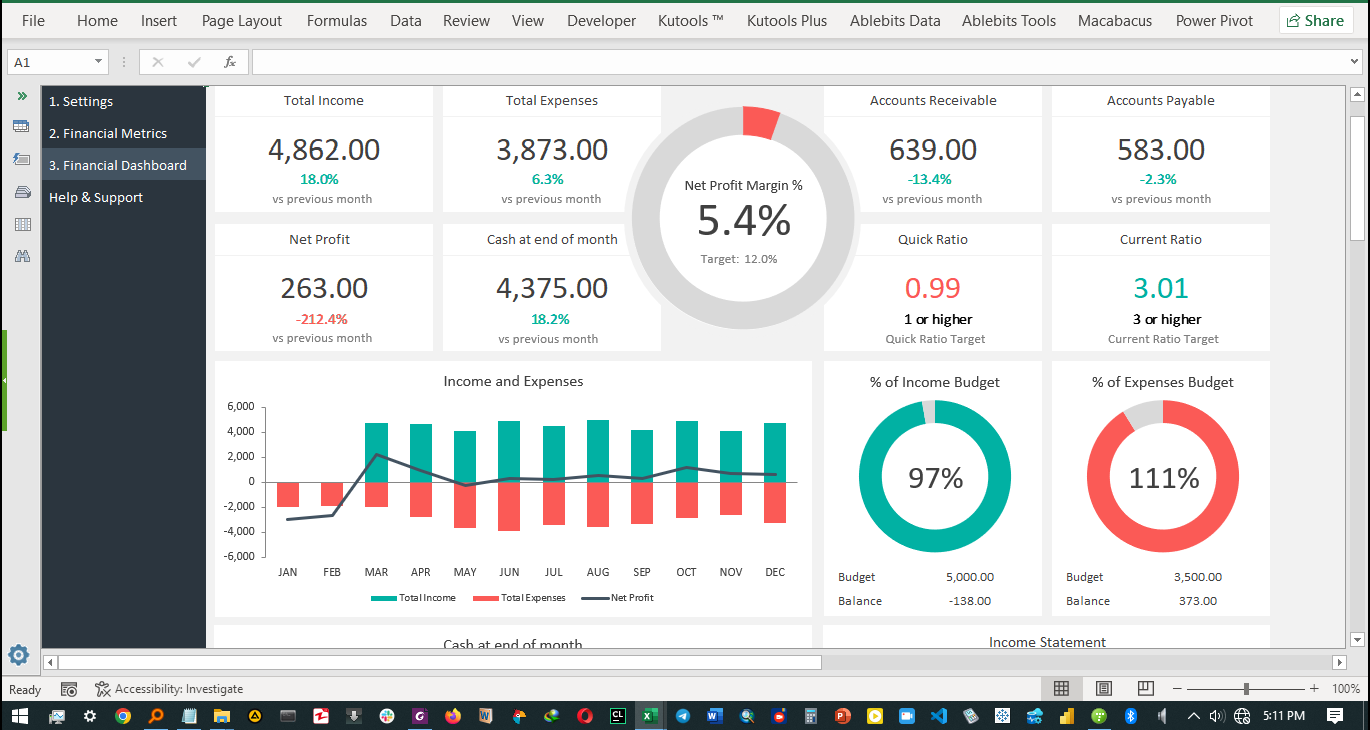 File Home Insert Page Layout Formulas Data Review View Developer Kutools ™ Kutools Plus Ablebits Data Ablebits Tools Macabacus Power Pivot Share
A1 fx
1. Settings
2. Financial Metrics
3. Financial Dashboard
Help & Support
Total Income
4,862.00
18.0%
vs previous month
Total Expenses
3,873.00
6.3%
vs previous month
Net Profit Margin %
5.4%
Target: 12.0%
Accounts Receivable
639.00
-13.4%
vs previous month
Accounts Payable
583.00
-2.3%
vs previous month
Net Profit
263.00
-212.4%
vs previous month
Cash at end of month
4,375.00
18.2%
vs previous month
Quick Ratio
0.99
1 or higher
Quick Ratio Target
Current Ratio
3.01
3 or higher
Current Ratio Target
Income and Expenses
6,000
4,000
2,000
0
-2,000
-4,000
-6,000
JAN FEB MAR APR MAY JUN JUL AUG SEP OCT NOV DEC
Total Income Total Expenses Net Profit
% of Income Budget
97%
Budget 5,000.00
Balance -138.00
% of Expenses Budget
111%
Budget 3,500.00
Balance 373.00
Cash at end of month
Income Statement
Ready Accessibility: Investigate 100%
CL
5:11 PM